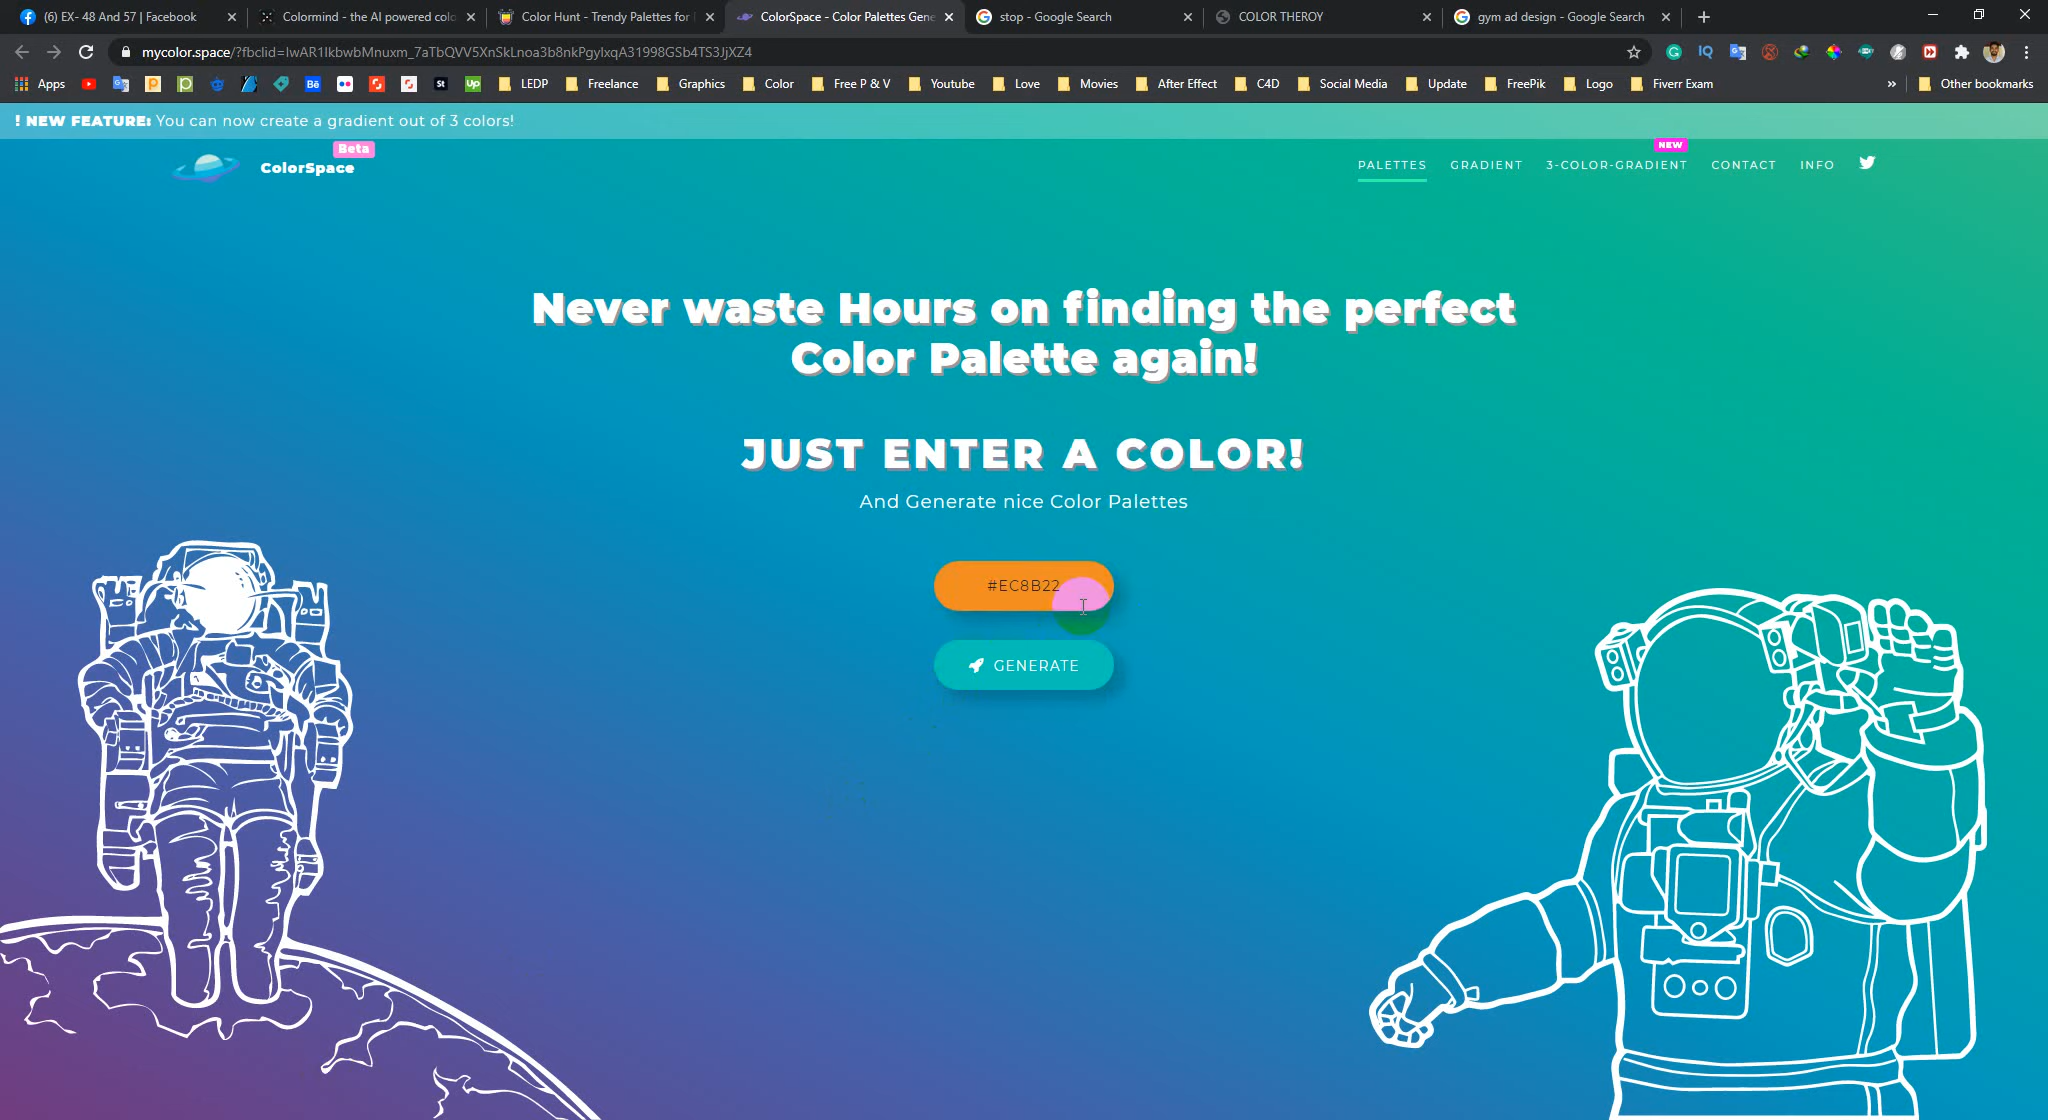 (6) EX- 48 And 57 | Facebook
Colormind - the AI powered colo
Color Hunt - Trendy Palettes for
ColorSpace - Color Palettes Gene
stop - Google Search
COLOR THEROY
gym ad design - Google Search
mycolor.space/?fbclid=IwAR1IkbwbMnuxm_7aTbQVV5XnSkLnoa3b8nkPgylxqA31998GSb4TS3JjXZ4
Apps
LEDP
Freelance
Graphics
Color
Free P & V
Youtube
Love
Movies
After Effect
C4D
Social Media
Update
FreePik
Logo
Fiverr Exam
» Other bookmarks
! NEW FEATURE: You can now create a gradient out of 3 colors!
Beta
ColorSpace
NEW
PALETTES GRADIENT 3-COLOR-GRADIENT CONTACT INFO
Never waste Hours on finding the perfect
Color Palette again!
JUST ENTER A COLOR!
And Generate nice Color Palettes
#EC8B22
GENERATE